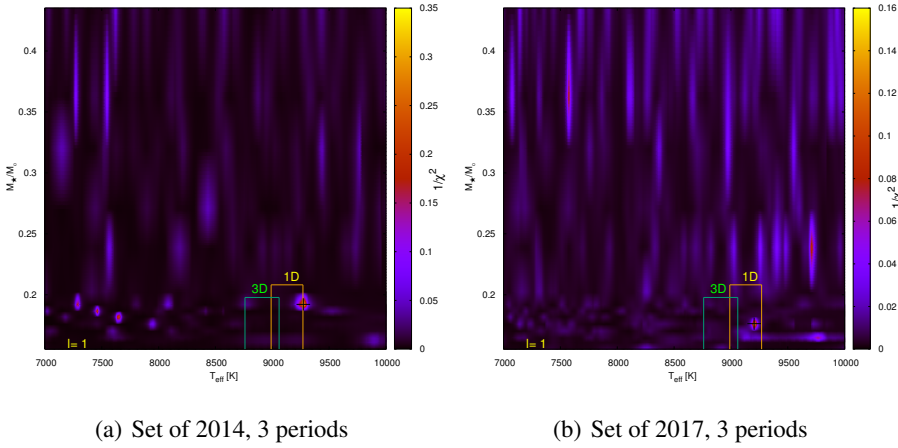 0.4
0.35
0.3
0.25
0.2
M★/M☉
7000 7500 8000 8500 9000 9500 10000
Teff [K]
3D
1D
l= 1
0.35
0.3
0.25
0.2
0.15
0.1
0.05
0
1/χ²
(a) Set of 2014, 3 periods
0.4
0.35
0.3
0.25
0.2
M★/M☉
7000 7500 8000 8500 9000 9500 10000
Teff [K]
3D
1D
l= 1
0.16
0.14
0.12
0.1
0.08
0.06
0.04
0.02
0
1/χ²
(b) Set of 2017, 3 periods